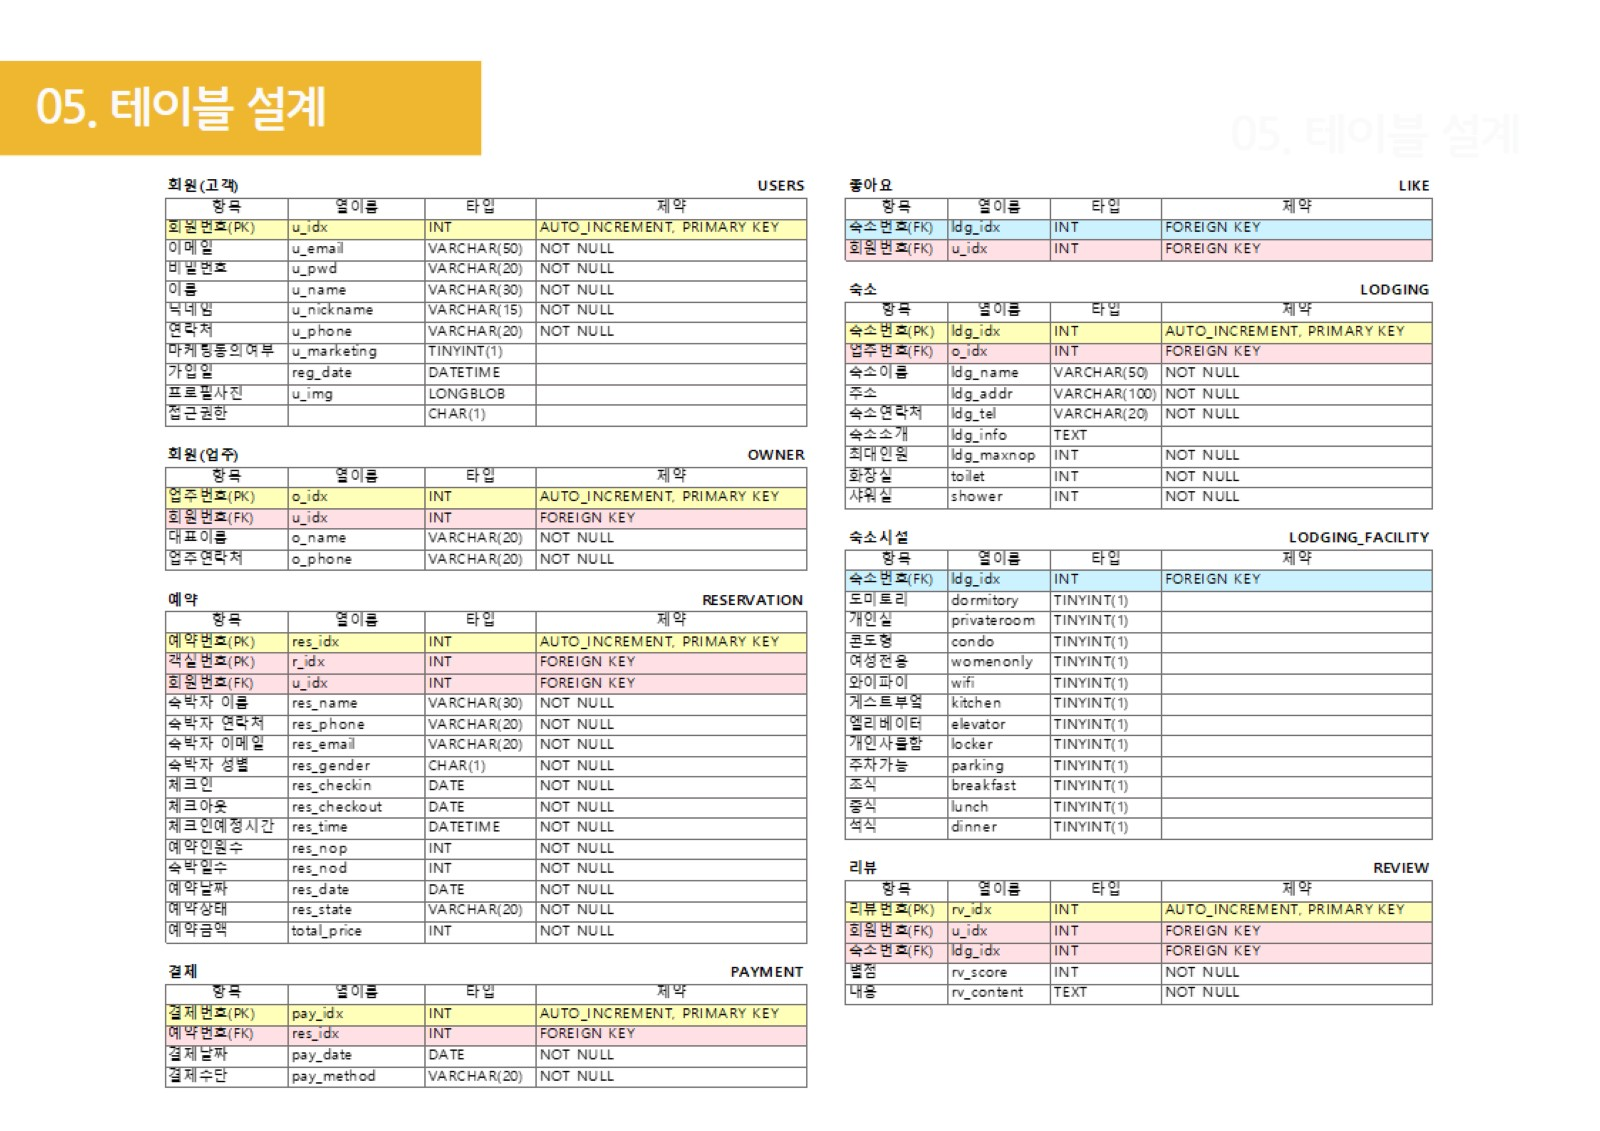 05. 테이블 설계
05. 테이블 설계
회원(고객) USERS
항목 열이름 타입 제약
회원번호(PK) u_idx INT AUTO_INCREMENT, PRIMARY KEY
이메일 u_email VARCHAR(50) NOT NULL
비밀번호 u_pwd VARCHAR(20) NOT NULL
이름 u_name VARCHAR(30) NOT NULL
닉네임 u_nickname VARCHAR(15) NOT NULL
연락처 u_phone VARCHAR(20) NOT NULL
마케팅동의여부 u_marketing TINYINT(1)
가입일 reg_date DATETIME
프로필사진 u_img LONGBLOB
접근권한 CHAR(1)
회원(업주) OWNER
항목 열이름 타입 제약
업주번호(PK) o_idx INT AUTO_INCREMENT, PRIMARY KEY
회원번호(FK) u_idx INT FOREIGN KEY
대표이름 o_name VARCHAR(20) NOT NULL
업주연락처 o_phone VARCHAR(20) NOT NULL
예약 RESERVATION
항목 열이름 타입 제약
예약번호(PK) res_idx INT AUTO_INCREMENT, PRIMARY KEY
객실번호(FK) r_idx INT FOREIGN KEY
회원번호(FK) u_idx INT FOREIGN KEY
숙박자 이름 res_name VARCHAR(30) NOT NULL
숙박자 연락처 res_phone VARCHAR(20) NOT NULL
숙박자 이메일 res_email VARCHAR(20) NOT NULL
숙박자 성별 res_gender CHAR(1) NOT NULL
체크인 res_checkin DATE NOT NULL
체크아웃 res_checkout DATE NOT NULL
체크인예정시간 res_time DATETIME NOT NULL
예약인원수 res_nop INT NOT NULL
숙박일수 res_nod INT NOT NULL
예약날짜 res_date DATE NOT NULL
예약상태 res_state VARCHAR(20) NOT NULL
예약금액 total_price INT NOT NULL
결제 PAYMENT
항목 열이름 타입 제약
결제번호(PK) pay_idx INT AUTO_INCREMENT, PRIMARY KEY
예약번호(FK) res_idx INT FOREIGN KEY
결제날짜 pay_date DATE NOT NULL
결제수단 pay_method VARCHAR(20) NOT NULL
좋아요 LIKE
항목 열이름 타입 제약
숙소번호(FK) ldg_idx INT FOREIGN KEY
회원번호(FK) u_idx INT FOREIGN KEY
숙소 LODGING
항목 열이름 타입 제약
숙소번호(PK) ldg_idx INT AUTO_INCREMENT, PRIMARY KEY
업주번호(FK) o_idx INT FOREIGN KEY
숙소이름 ldg_name VARCHAR(50) NOT NULL
주소 ldg_addr VARCHAR(100) NOT NULL
숙소연락처 ldg_tel VARCHAR(20) NOT NULL
숙소소개 ldg_info TEXT
최대인원 ldg_maxnop INT NOT NULL
화장실 toilet INT NOT NULL
샤워실 shower INT NOT NULL
숙소시설 LODGING_FACILITY
항목 열이름 타입 제약
숙소번호(FK) ldg_idx INT FOREIGN KEY
도미토리 dormitory TINYINT(1)
개인실 privateroom TINYINT(1)
콘도형 condo TINYINT(1)
여성전용 womenonly TINYINT(1)
와이파이 wifi TINYINT(1)
게스트부엌 kitchen TINYINT(1)
엘리베이터 elevator TINYINT(1)
개인사물함 locker TINYINT(1)
주차가능 parking TINYINT(1)
조식 breakfast TINYINT(1)
중식 lunch TINYINT(1)
석식 dinner TINYINT(1)
리뷰 REVIEW
항목 열이름 타입 제약
리뷰번호(PK) rv_idx INT AUTO_INCREMENT, PRIMARY KEY
회원번호(FK) u_idx INT FOREIGN KEY
숙소번호(FK) ldg_idx INT FOREIGN KEY
별점 rv_score INT NOT NULL
내용 rv_content TEXT NOT NULL